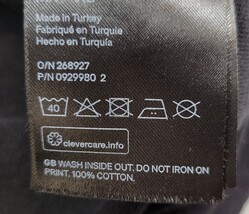 Made in Turkey
Fabriqué en Turquie
Hecho en Turquía
O/N 268927
P/N 0929980 2
40
clevercare.info
GB WASH INSIDE OUT. DO NOT IRON ON
PRINT. 100% COTTON.